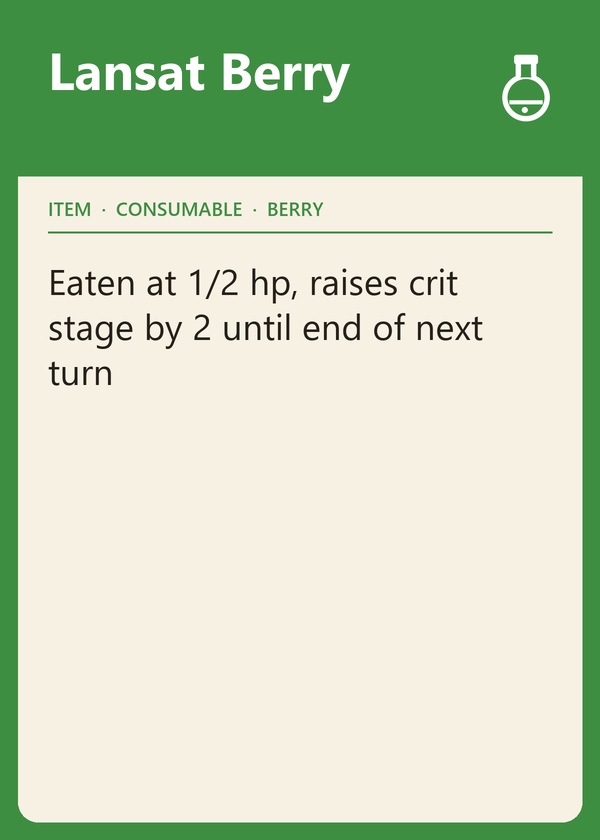 Lansat Berry
ITEM · CONSUMABLE · BERRY
Eaten at 1/2 hp, raises crit
stage by 2 until end of next
turn